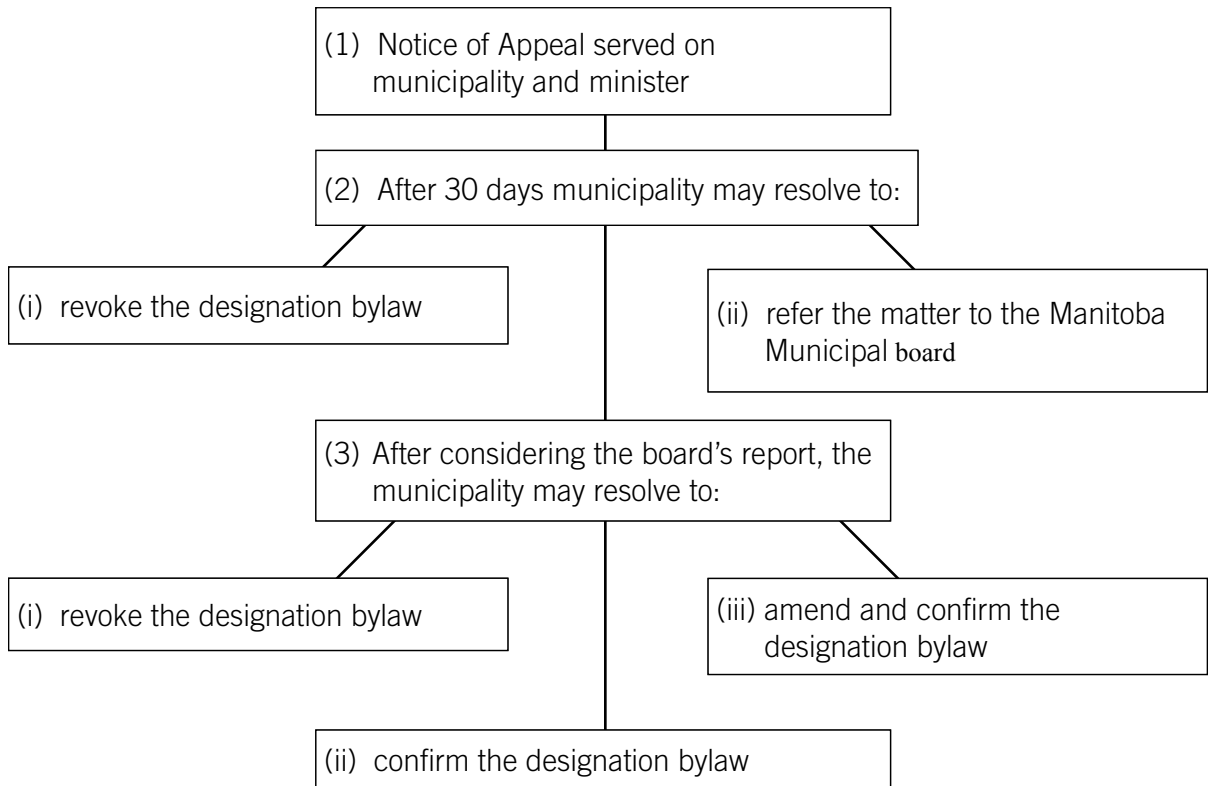 (1) Notice of Appeal served on
municipality and minister
(2) After 30 days municipality may resolve to:
(i) revoke the designation bylaw
(ii) refer the matter to the Manitoba
Municipal board
(3) After considering the board’s report, the
municipality may resolve to:
(i) revoke the designation bylaw
(iii) amend and confirm the
designation bylaw
(ii) confirm the designation bylaw